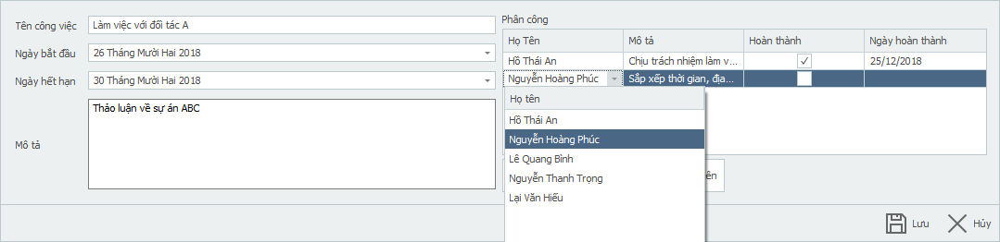 Tên công việc
Làm việc với đối tác A
Ngày bắt đầu
26 Tháng Mười Hai 2018
Ngày hết hạn
30 Tháng Mười Hai 2018
Mô tả
Thảo luận về sự án ABC
Phân công
Họ Tên Mô tả Hoàn thành Ngày hoàn thành
Hồ Thái An Chịu trách nhiệm làm v... 25/12/2018
Nguyễn Hoàng Phúc Sắp xếp thời gian, địa...
Họ tên
Hồ Thái An
Nguyễn Hoàng Phúc
Lê Quang Bình
Nguyễn Thanh Trọng
Lại Văn Hiếu
Lưu
Hủy